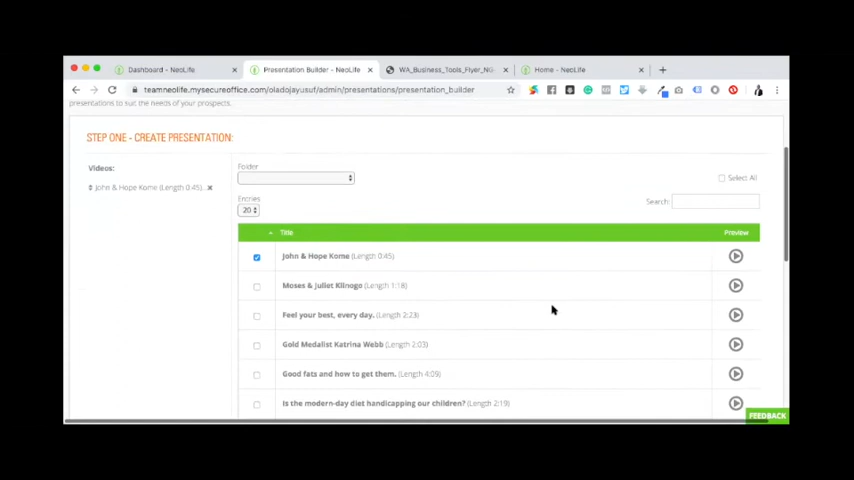 Dashboard - NeoLife
Presentation Builder - NeoLife
WA_Business_Tools_Flyer_NG-
Home - NeoLife
teamneolife.mysecureoffice.com/oladojayusuf/admin/presentations/presentation_builder
presentations to suit the needs of your prospects.
STEP ONE - CREATE PRESENTATION:
Videos:
John & Hope Kome (Length 0:45)...
Folder
Select All
Entries
20
Search:
Title
Preview
John & Hope Kome (Length 0:45)
Moses & Juliet Klinogo (Length 1:18)
Feel your best, every day. (Length 2:23)
Gold Medalist Katrina Webb (Length 2:03)
Good fats and how to get them. (Length 4:09)
Is the modern-day diet handicapping our children? (Length 2:19)
FEEDBACK